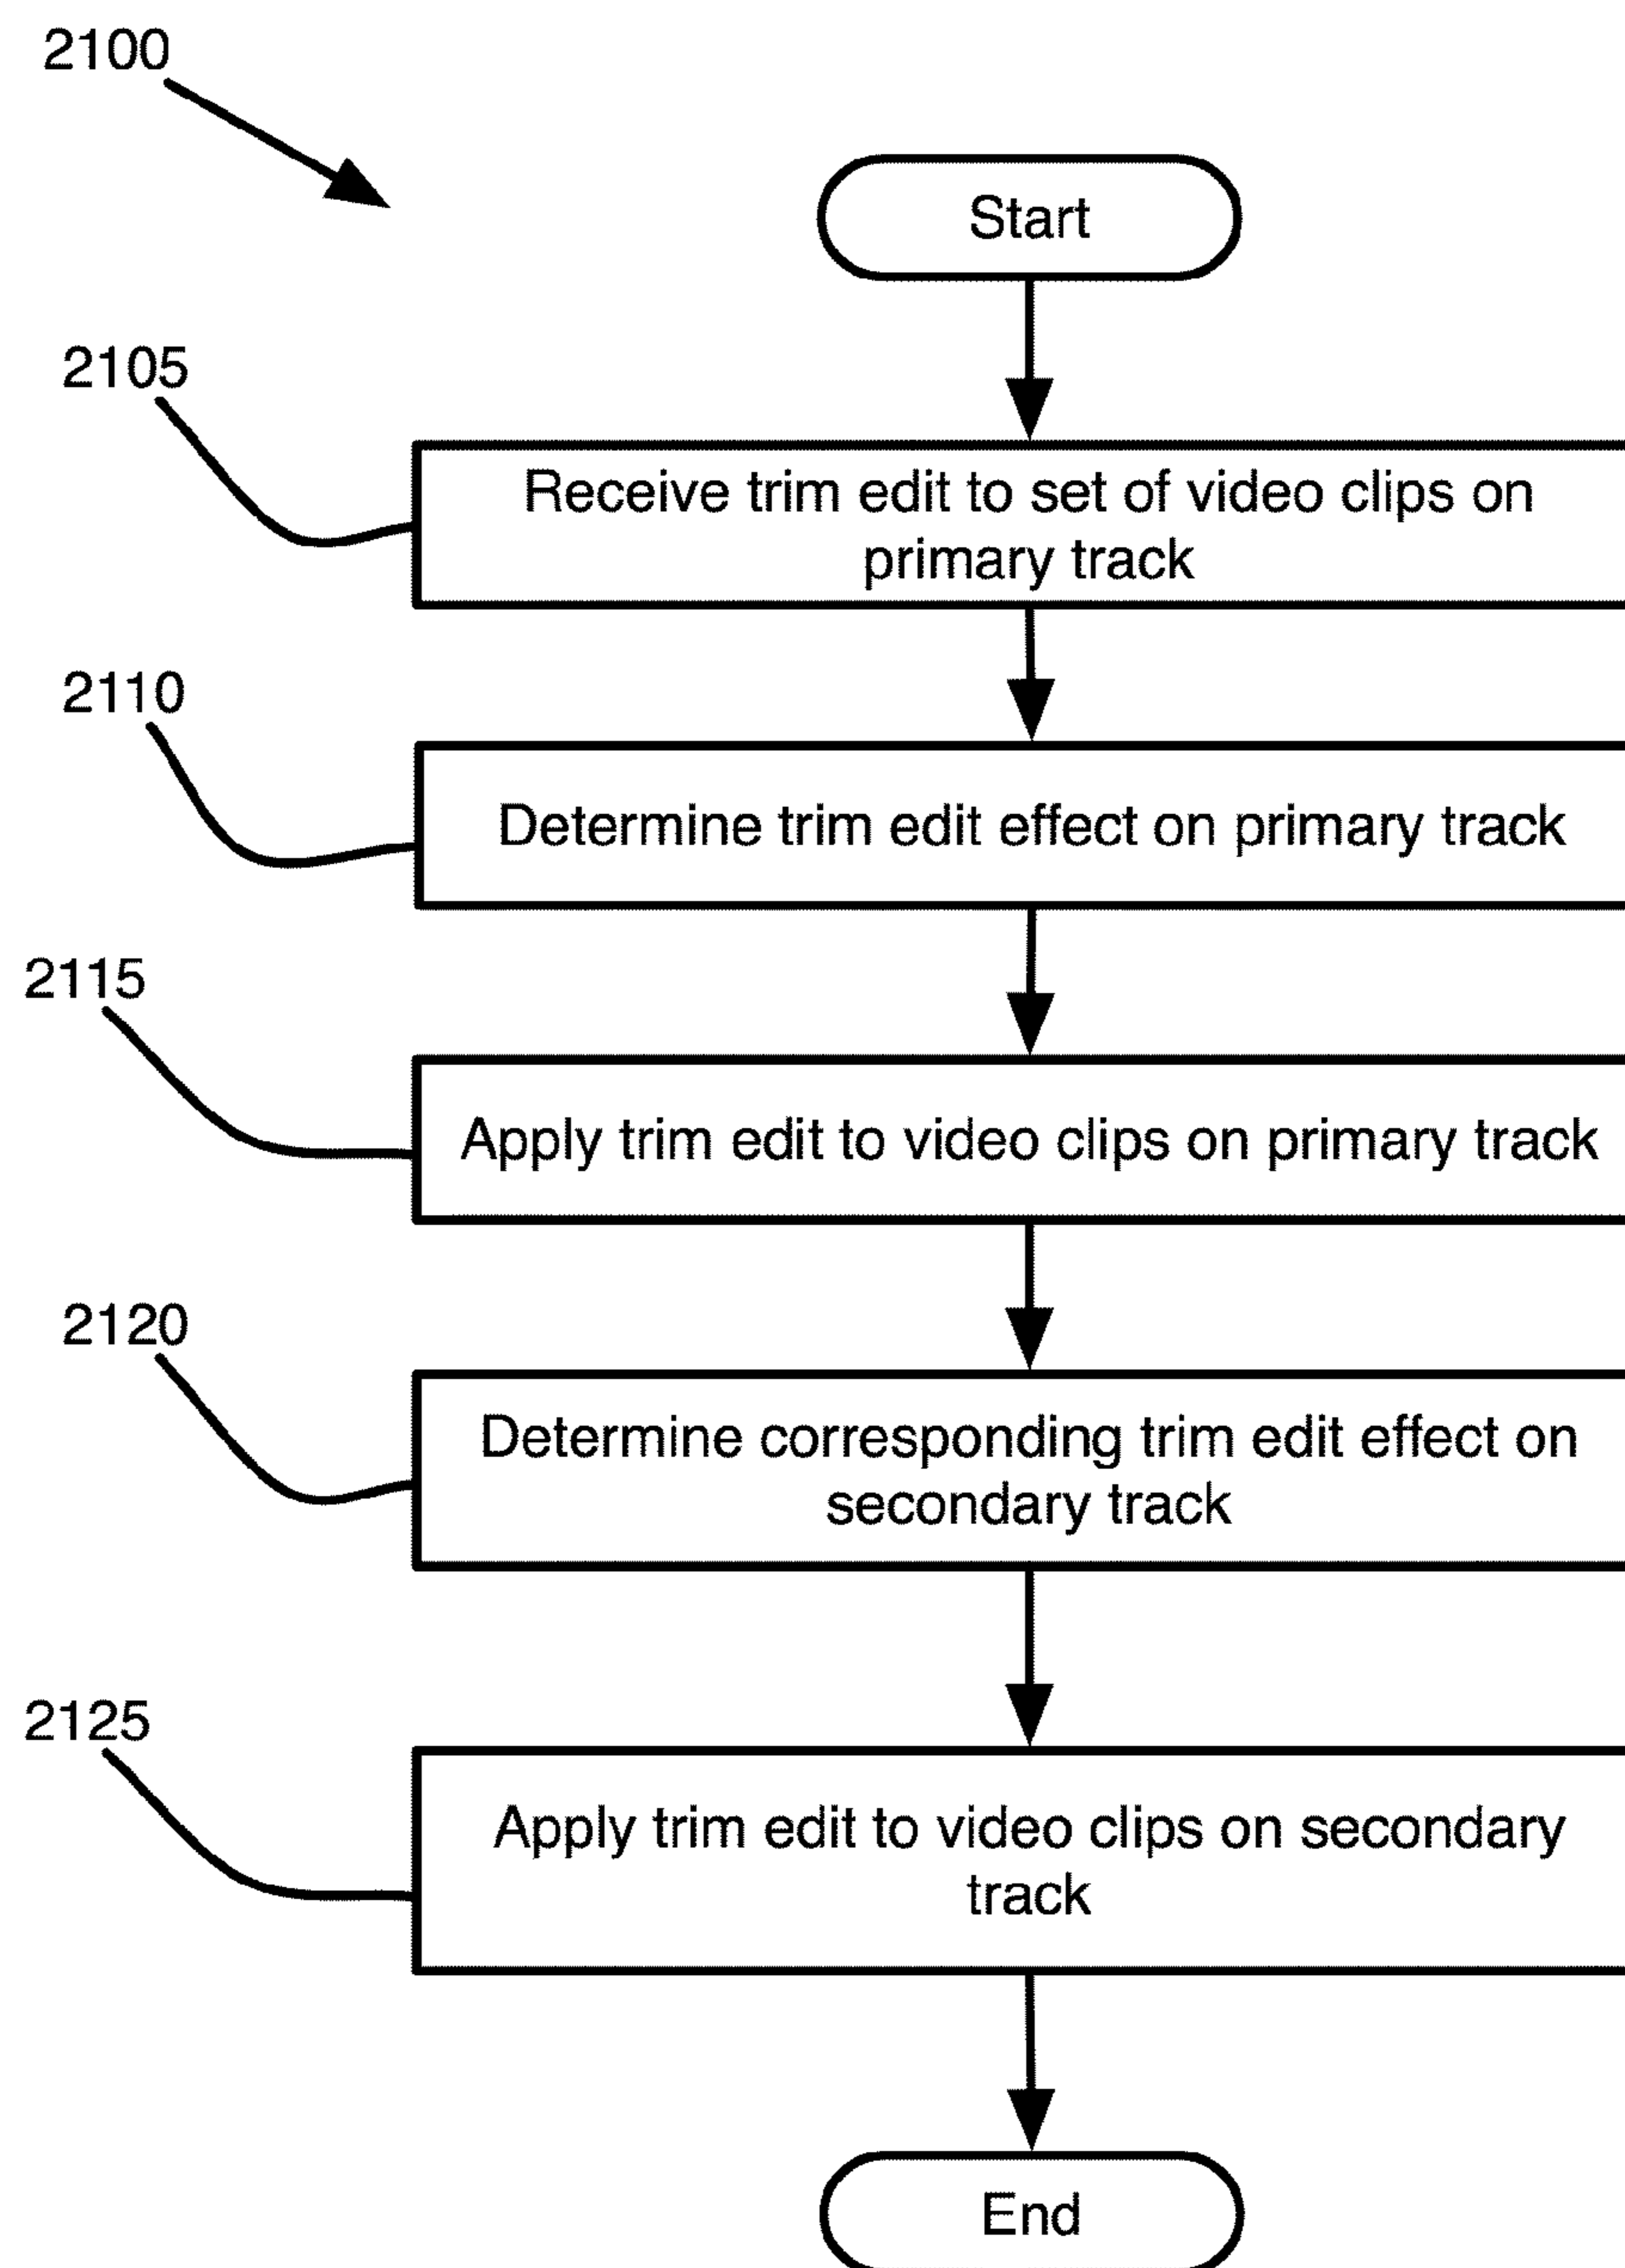 2100
Start
2105
Receive trim edit to set of video clips on
primary track
2110
Determine trim edit effect on primary track
2115
Apply trim edit to video clips on primary track
2120
Determine corresponding trim edit effect on
secondary track
2125
Apply trim edit to video clips on secondary
track
End